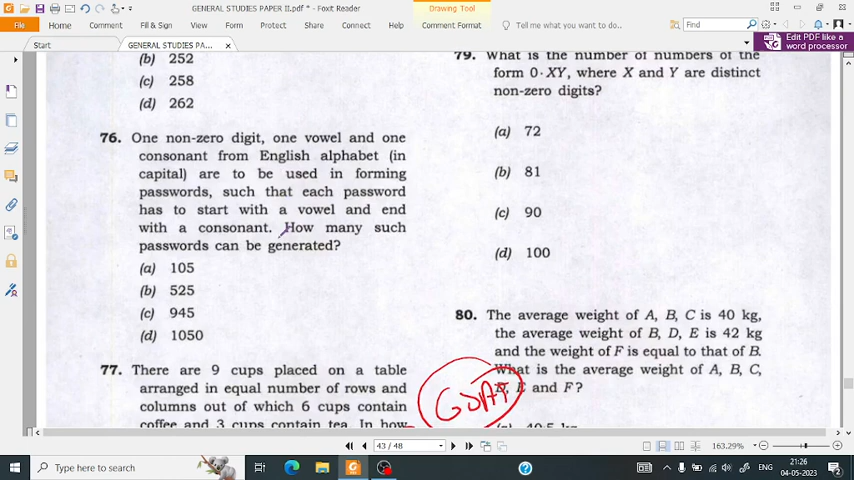 GENERAL STUDIES PAPER II.pdf * - Foxit Reader
Drawing Tool
File
Home
Comment
Fill & Sign
View
Form
Protect
Share
Help
Comment Format
Tell me what you want to do...
Find
Start
GENERAL STUDIES PA...
Edit PDF like a
word processor
(b) 252
(c) 258
(d) 262
76. One non-zero digit, one vowel and one
consonant from English alphabet (in
capital) are to be used in forming
passwords, such that each password
has to start with a vowel and end
with a consonant. How many such
passwords can be generated?
(a) 105
(b) 525
(c) 945
(d) 1050
77. There are 9 cups placed on a table
arranged in equal number of rows and
columns out of which 6 cups contain
coffee and 3 cups contain tea. In how
79. What is the number of numbers of the
form 0·XY, where X and Y are distinct
non-zero digits?
(a) 72
(b) 81
(c) 90
(d) 100
80. The average weight of A, B, C is 40 kg,
the average weight of B, D, E is 42 kg
and the weight of F is equal to that of B.
What is the average weight of A, B, C,
D, E and F?
40·5 kg
43 / 48
163.29%
Type here to search
ENG
21:26
04-05-2023